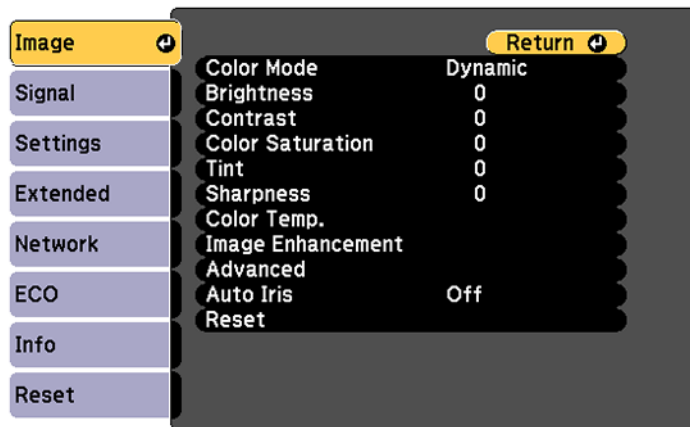 Image
Signal
Settings
Extended
Network
ECO
Info
Reset
Return
Color Mode Dynamic
Brightness 0
Contrast 0
Color Saturation 0
Tint 0
Sharpness 0
Color Temp.
Image Enhancement
Advanced
Auto Iris Off
Reset